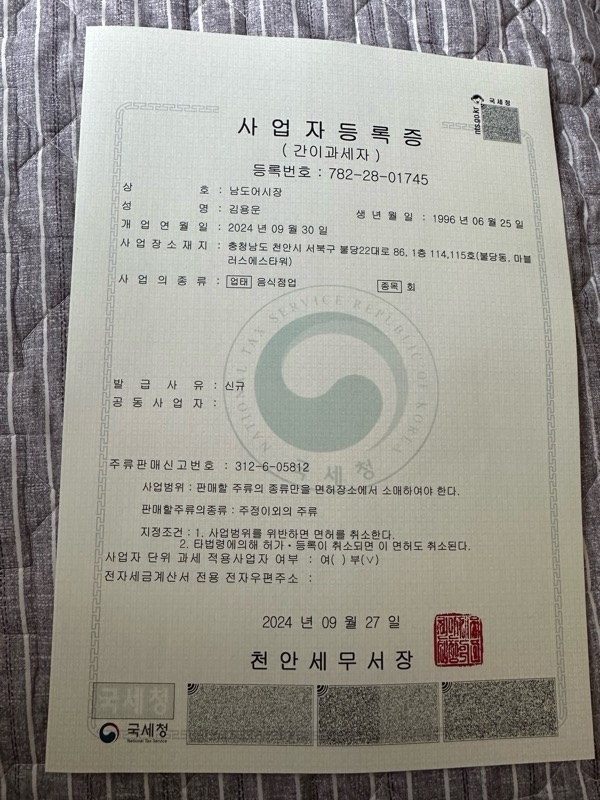 국세청
nts.go.kr
사업자등록증
( 간이과세자 )
등록번호 : 782-28-01745
상 호 : 남도어시장
성 명 : 김용운 생 년 월 일 : 1996 년 06 월 25 일
개 업 연 월 일 : 2024 년 09 월 30 일
사 업 장 소 재 지 : 충청남도 천안시 서북구 불당22대로 86, 1층 114,115호(불당동, 마블
러스에스타워)
사 업 의 종 류 : 업태 음식점업 종목 회
NATIONAL TAX SERVICE REPUBLIC OF KOREA
국세청
발 급 사 유 : 신규
공 동 사 업 자 :
주류판매신고번호 : 312-6-05812
사업범위 : 판매할 주류의 종류만을 면허장소에서 소매하여야 한다.
판매할주류의종류 : 주정이외의 주류
지정조건 : 1. 사업범위를 위반하면 면허를 취소한다.
2. 타법령에의해 허가·등록이 취소되면 이 면허도 취소된다.
사업자 단위 과세 적용사업자 여부 : 여( ) 부(∨)
전자세금계산서 전용 전자우편주소 :
2024 년 09 월 27 일
천안세무서장
국세청
국세청
National Tax Service